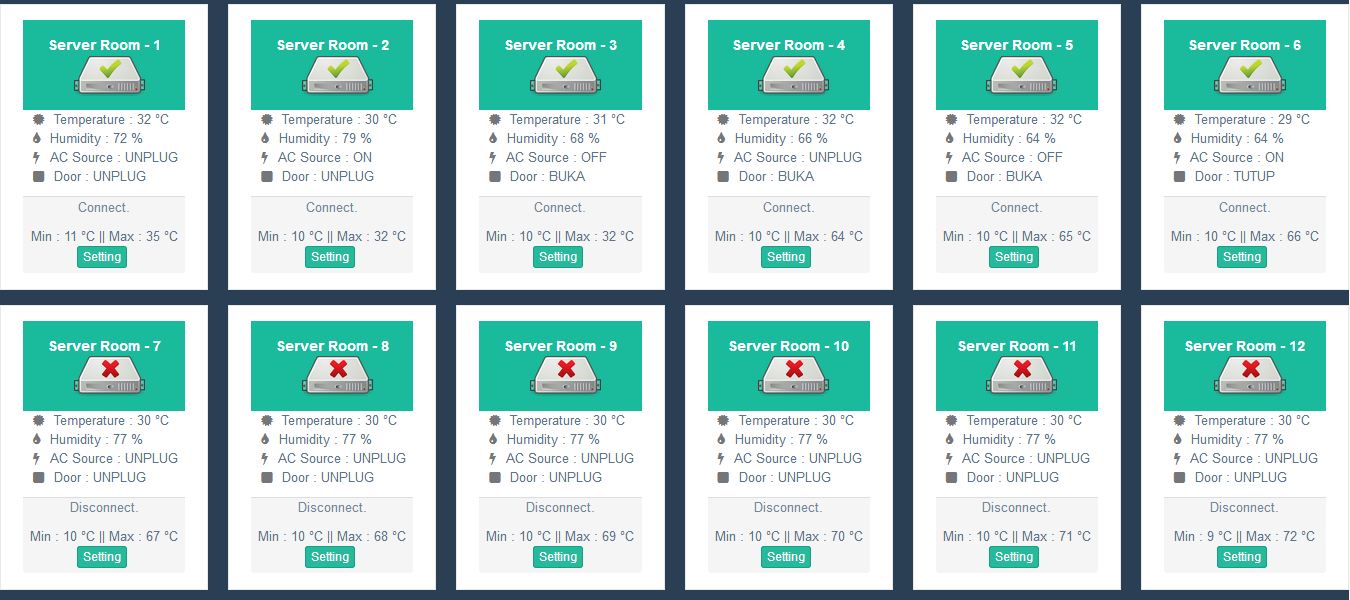 Server Room - 1
Temperature : 32 °C
Humidity : 72 %
AC Source : UNPLUG
Door : UNPLUG
Connect.
Min : 11 °C || Max : 35 °C
Setting
Server Room - 2
Temperature : 30 °C
Humidity : 79 %
AC Source : ON
Door : UNPLUG
Connect.
Min : 10 °C || Max : 32 °C
Setting
Server Room - 3
Temperature : 31 °C
Humidity : 68 %
AC Source : OFF
Door : BUKA
Connect.
Min : 10 °C || Max : 32 °C
Setting
Server Room - 4
Temperature : 32 °C
Humidity : 66 %
AC Source : UNPLUG
Door : BUKA
Connect.
Min : 10 °C || Max : 64 °C
Setting
Server Room - 5
Temperature : 32 °C
Humidity : 64 %
AC Source : OFF
Door : BUKA
Connect.
Min : 10 °C || Max : 65 °C
Setting
Server Room - 6
Temperature : 29 °C
Humidity : 64 %
AC Source : ON
Door : TUTUP
Connect.
Min : 10 °C || Max : 66 °C
Setting
Server Room - 7
Temperature : 30 °C
Humidity : 77 %
AC Source : UNPLUG
Door : UNPLUG
Disconnect.
Min : 10 °C || Max : 67 °C
Setting
Server Room - 8
Temperature : 30 °C
Humidity : 77 %
AC Source : UNPLUG
Door : UNPLUG
Disconnect.
Min : 10 °C || Max : 68 °C
Setting
Server Room - 9
Temperature : 30 °C
Humidity : 77 %
AC Source : UNPLUG
Door : UNPLUG
Disconnect.
Min : 10 °C || Max : 69 °C
Setting
Server Room - 10
Temperature : 30 °C
Humidity : 77 %
AC Source : UNPLUG
Door : UNPLUG
Disconnect.
Min : 10 °C || Max : 70 °C
Setting
Server Room - 11
Temperature : 30 °C
Humidity : 77 %
AC Source : UNPLUG
Door : UNPLUG
Disconnect.
Min : 10 °C || Max : 71 °C
Setting
Server Room - 12
Temperature : 30 °C
Humidity : 77 %
AC Source : UNPLUG
Door : UNPLUG
Disconnect.
Min : 9 °C || Max : 72 °C
Setting